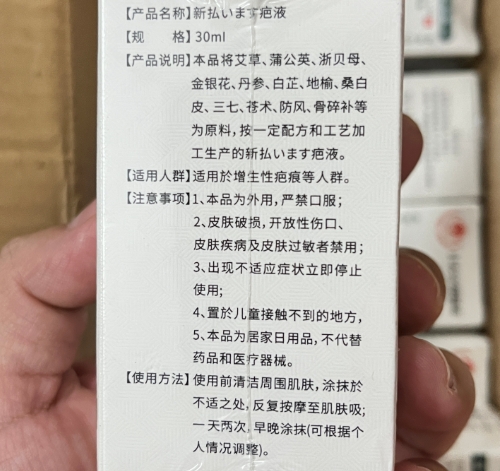 【产品名称】新払います疤液
【规　　格】30ml
【产品说明】本品将艾草、蒲公英、浙贝母、
金银花、丹参、白芷、地榆、桑白
皮、三七、苍术、防风、骨碎补等
为原料，按一定配方和工艺加
工生产的斩払います疤液。
【适用人群】适用於增生性疤痕等人群。
【注意事项】1、本品为外用，严禁口服；
2、皮肤破损，开放性伤口、
皮肤疾病及皮肤过敏者禁用；
3、出现不适应症状立即停止
使用；
4、置於儿童接触不到的地方，
5、本品为居家日用品，不代替
药品和医疗器械。
【使用方法】使用前清洁周围肌肤，涂抹於
不适之处，反复按摩至肌肤吸；
一天两次，早晚涂抹(可根据个
人情况调整)。